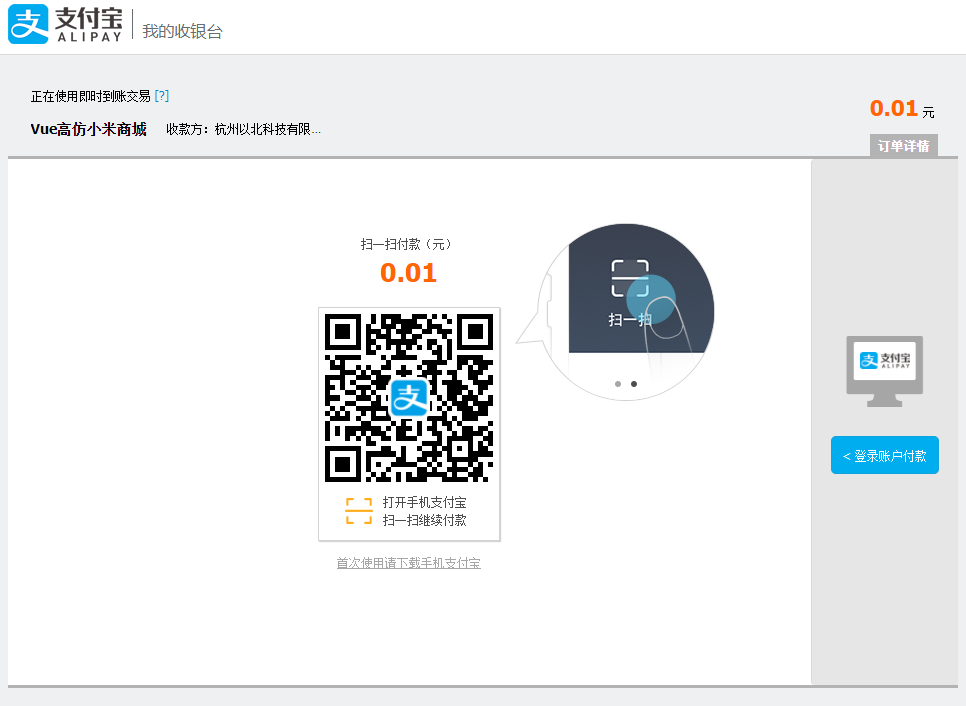 支 支付宝 ALIPAY 我的收银台
正在使用即时到账交易 [?]
Vue高仿小米商城 收款方：杭州以北科技有限...
0.01 元
订单详情
扫一扫付款（元）
0.01
支
打开手机支付宝
扫一扫继续付款
首次使用请下载手机支付宝
扫一扫
支 支付宝 ALIPAY
< 登录账户付款